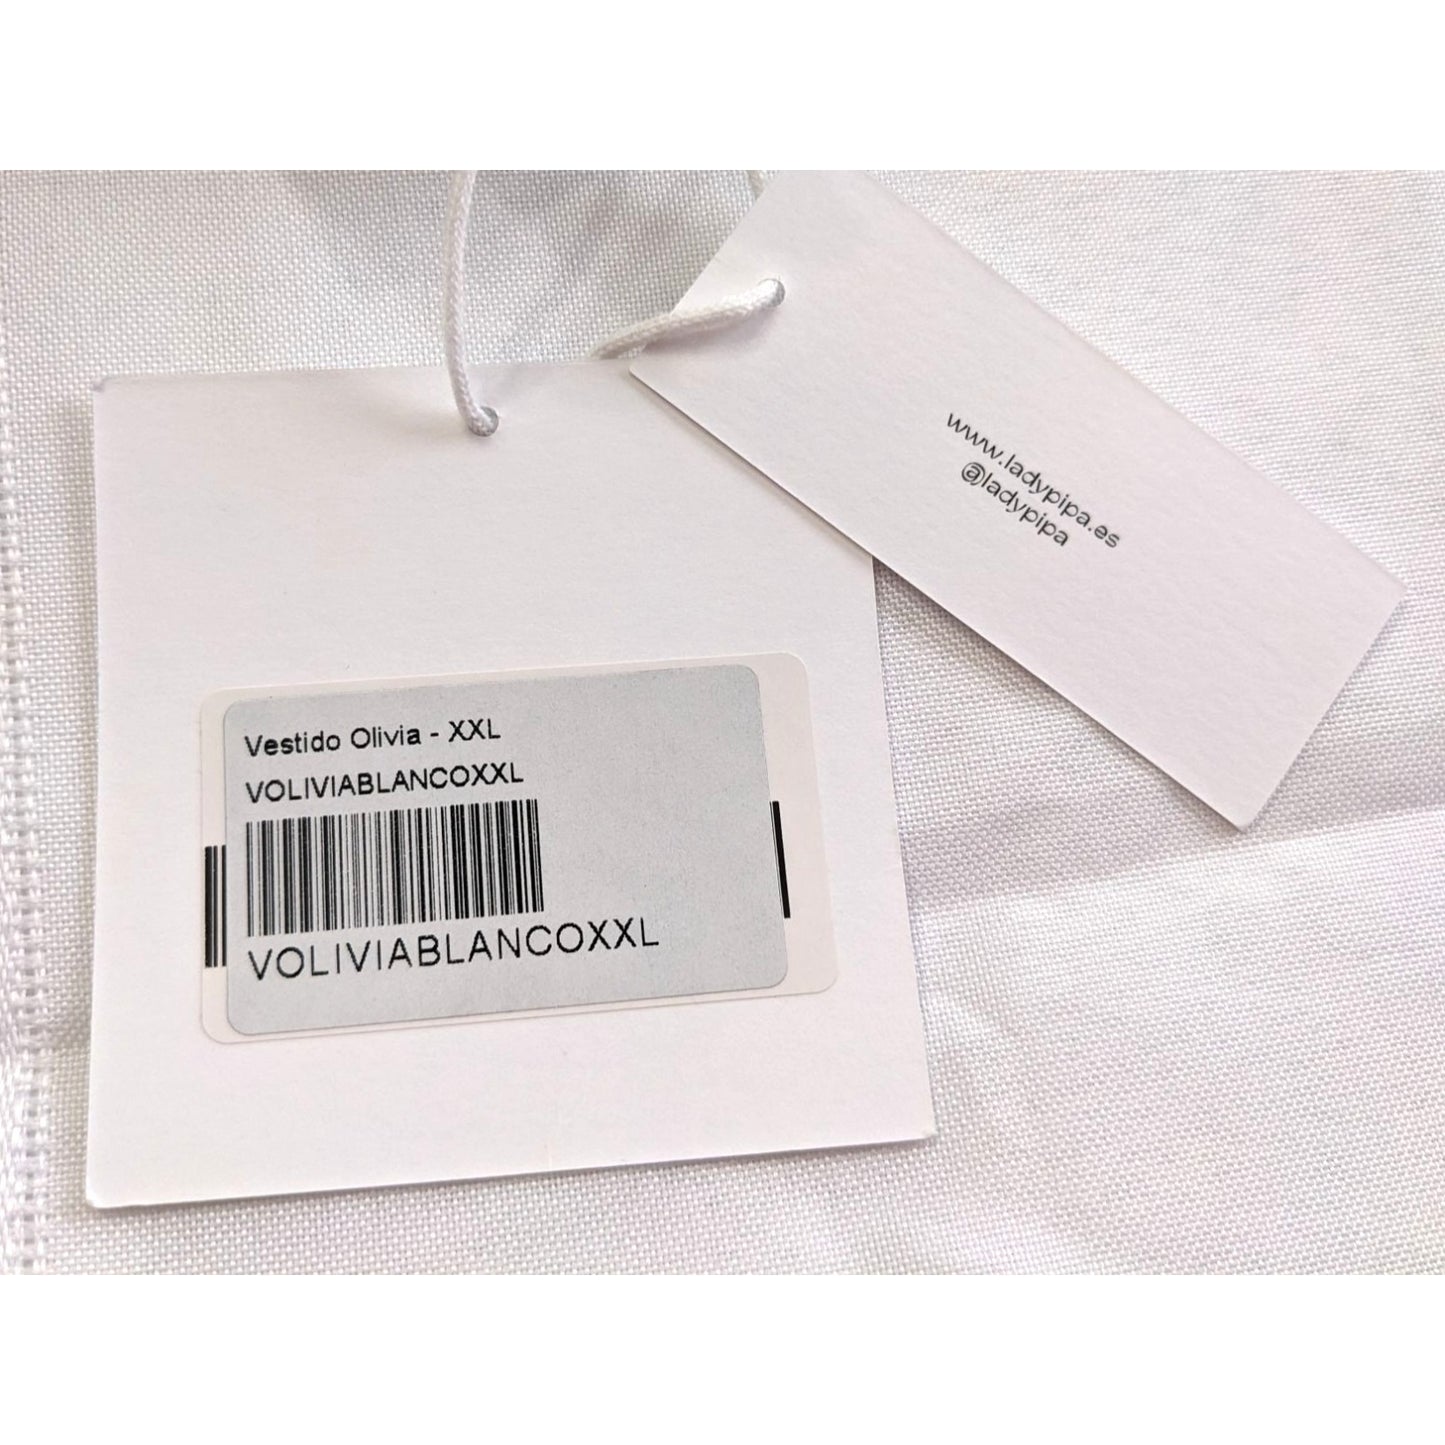 www.ladypipa.es
@ladypipa
Vestido Olivia - XXL
VOLIVIABLANCOXXL
VOLIVIABLANCOXXL